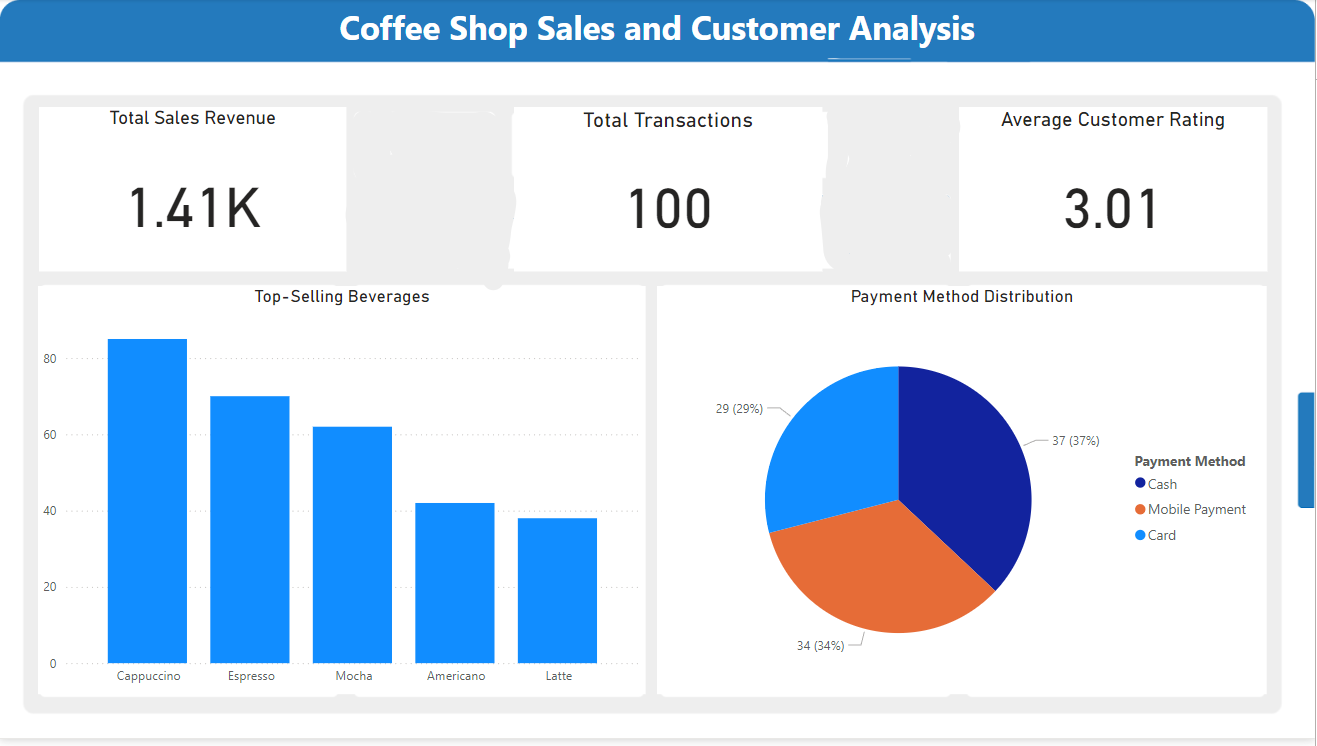 Coffee Shop Sales and Customer Analysis
Total Sales Revenue
1.41K
Total Transactions
100
Average Customer Rating
3.01
Top-Selling Beverages
80
60
40
20
0
Cappuccino
Espresso
Mocha
Americano
Latte
Payment Method Distribution
29 (29%)
37 (37%)
34 (34%)
Payment Method
Cash
Mobile Payment
Card